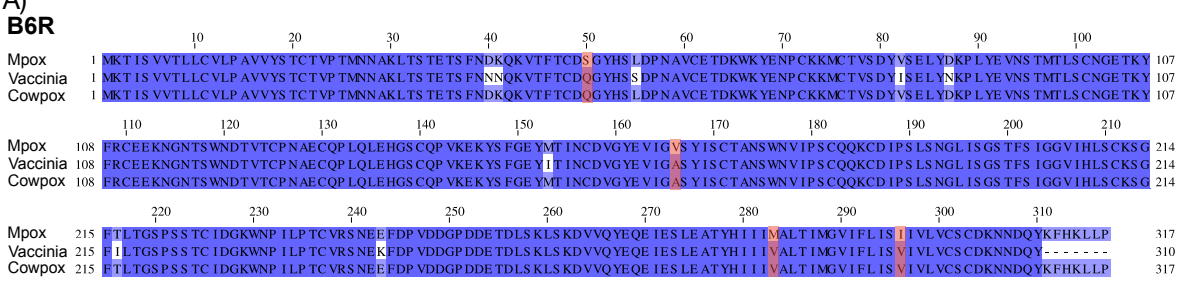 A)
B6R
10 20 30 40 50 60 70 80 90 100
Mpox 1 MKTISVVTLLCVLPAVVYSTCTVPTMNNAKLTSTETSFNDKQKVTFTCDSGYHSLDPNAVCETDKWKYENPCKKMCTVSDYVSELYDKPLYEVNSTMTLSCNGETKY 107
Vaccinia 1 MKTISVVTLLCVLPAVVYSTCTVPTMNNAKLTSTETSFNNNQKVTFTCDQGYHSSDPNAVCETDKWKYENPCKKMCTVSDYISELYNKPLYEVNSTMTLSCNGETKY 107
Cowpox 1 MKTISVVTLLCVLPAVVYSTCTVPTMNNAKLTSTETSFNDKQKVTFTCDQGYHSLDPNAVCETDKWKYENPCKKMCTVSDYVSELYDKPLYEVNSTMTLSCNGETKY 107
110 120 130 140 150 160 170 180 190 200 210
Mpox 108 FRCEEKNGNTSWNDTVTCPNAECQPLQLEHGSCQPVKEKYSFGEYMTINCDVGYEVIGVSYISCTANSWNVIPSCQQKCDIPSLSNGLISGSTFSIGGVIHLSCKSG 214
Vaccinia 108 FRCEEKNGNTSWNDTVTCPNAECQPLQLEHGSCQPVKEKYSFGEYITINCDVGYEVIGASYISCTANSWNVIPSCQQKCDIPSLSNGLISGSTFSIGGVIHLSCKSG 214
Cowpox 108 FRCEEKNGNTSWNDTVTCPNAECQPLQLEHGSCQPVKEKYSFGEYMTINCDVGYEVIGASYISCTANSWNVIPSCQQKCDIPSLSNGLISGSTFSIGGVIHLSCKSG 214
220 230 240 250 260 270 280 290 300 310
Mpox 215 FTLTGSPSSTCIDGKWNPILPTCVRSNEEFDPVDDGPDDETDLSKLSKDVVQYEQEIESLEATYHIIIMALTIMGVIFLISIIVLVCSCDKNNDQYKFHKLLP 317
Vaccinia 215 FILTGSPSSTCIDGKWNPILPTCVRSNEKFDPVDDGPDDETDLSKLSKDVVQYEQEIESLEATYHIIIVALTIMGVIFLISVIVLVCSCDKNNDQY------- 310
Cowpox 215 FTLTGSPSSTCIDGKWNPILPTCVRSNEEFDPVDDGPDDETDLSKLSKDVVQYEQEIESLEATYHIIIVALTIMGVIFLISVIVLVCSCDKNNDQYKFHKLLP 317